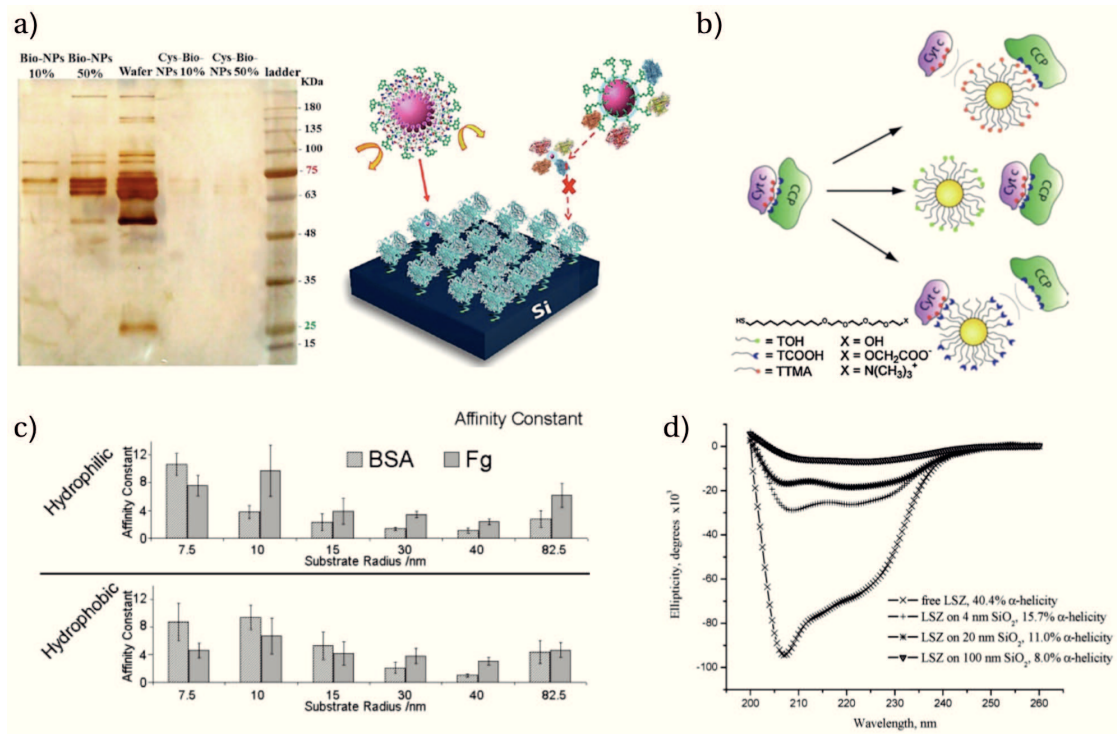 a)
Bio-NPs Bio-NPs Cys-Bio- Cys-Bio-
10% 50% Wafer NPs 10% NPs 50% ladder
KDa
- 180
- 135
- 100
- 75
- 63
- 48
- 35
- 25
- 15
Si
b)
Cyt c
CCP
Cyt c
CCP
Cyt c
CCP
Cyt c
CCP
HS O O O O X
= TOH X = OH
= TCOOH X = OCH₂COO⁻
= TTMA X = N(CH₃)₃⁺
c)
Affinity Constant
Hydrophilic
Affinity Constant
12
8
4
0
BSA Fg
7.5 10 15 30 40 82.5
Substrate Radius /nm
Hydrophobic
Affinity Constant
12
8
4
0
7.5 10 15 30 40 82.5
Substrate Radius/nm
d)
Ellipticity, degrees x10³
0
-20
-40
-60
-80
-100
free LSZ, 40.4% α-helicity
LSZ on 4 nm SiO₂, 15.7% α-helicity
LSZ on 20 nm SiO₂, 11.0% α-helicity
LSZ on 100 nm SiO₂, 8.0% α-helicity
200 210 220 230 240 250 260
Wavelength, nm